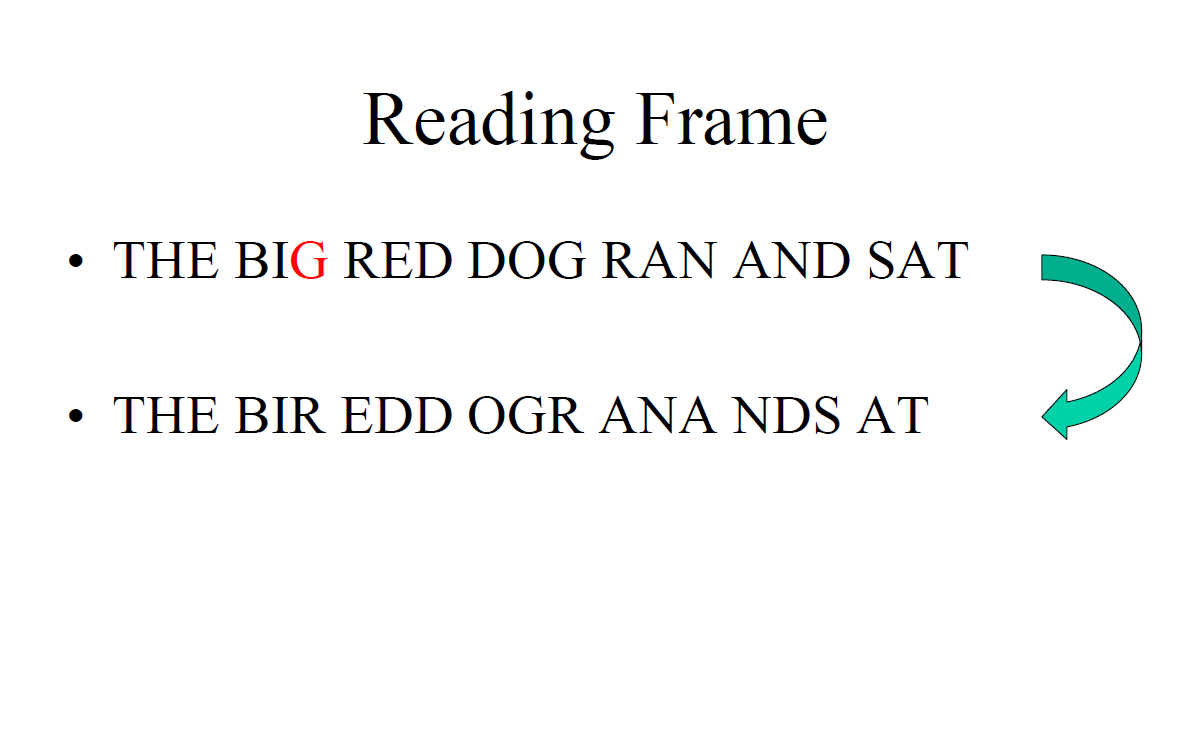 Reading Frame
• THE BIG RED DOG RAN AND SAT
• THE BIR EDD OGR ANA NDS AT